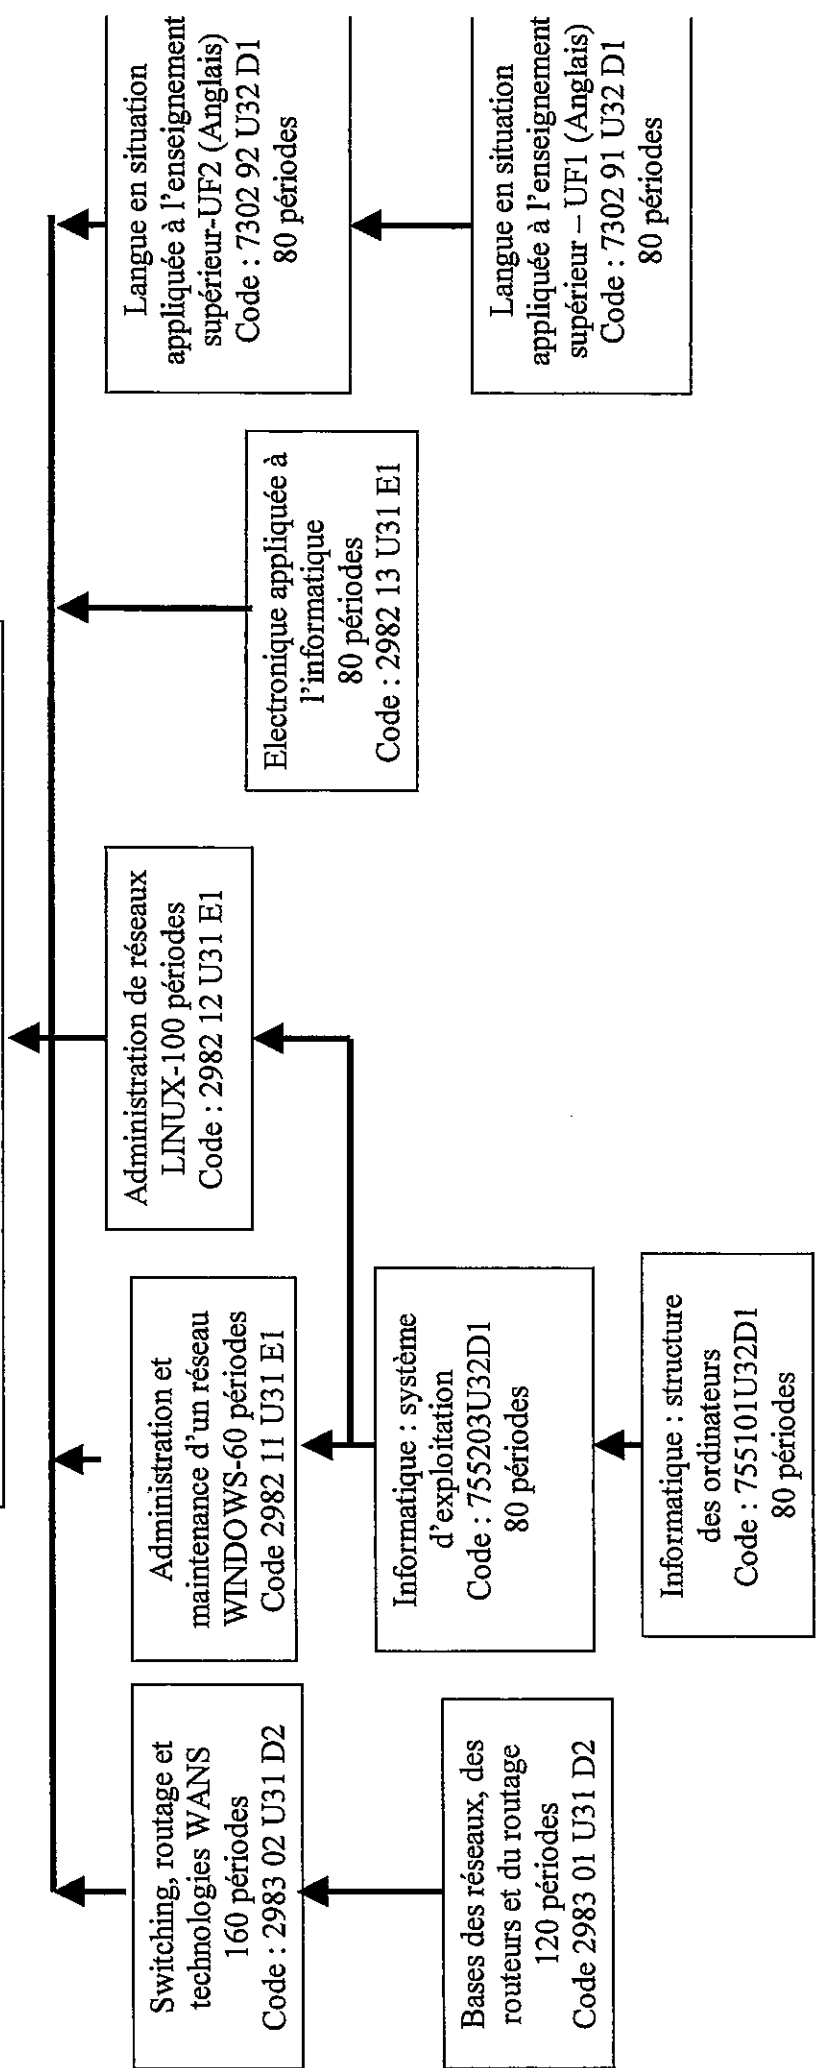 Switching, routage et
technologies WANS
160 périodes
Code : 2983 02 U31 D2
Bases des réseaux, des
routeurs et du routage
120 périodes
Code 2983 01 U31 D2
Administration et
maintenance d'un réseau
WINDOWS-60 périodes
Code 2982 11 U31 E1
Informatique : système
d'exploitation
Code : 755203U32D1
80 périodes
Informatique : structure
des ordinateurs
Code : 755101U32D1
80 périodes
Administration de réseaux
LINUX-100 périodes
Code : 2982 12 U31 E1
Electronique appliquée à
l'informatique
80 périodes
Code : 2982 13 U31 E1
Langue en situation
appliquée à l'enseignement
supérieur-UF2 (Anglais)
Code : 7302 92 U32 D1
80 périodes
Langue en situation
appliquée à l'enseignement
supérieur – UF1 (Anglais)
Code : 7302 91 U32 D1
80 périodes